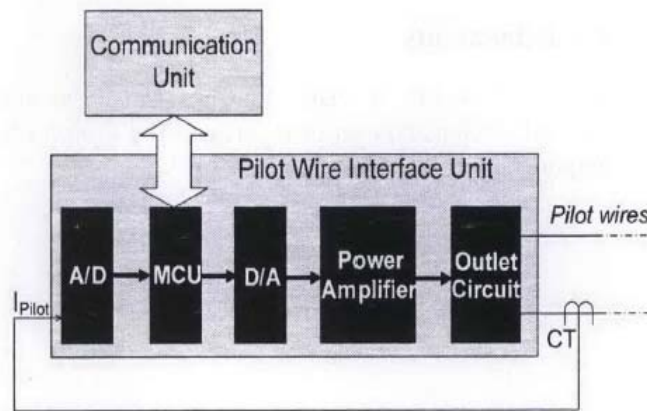 Communication
Unit
Pilot Wire Interface Unit
Pilot wires
A/D
MCU
D/A
Power
Amplifier
Outlet
Circuit
IPilot
CT